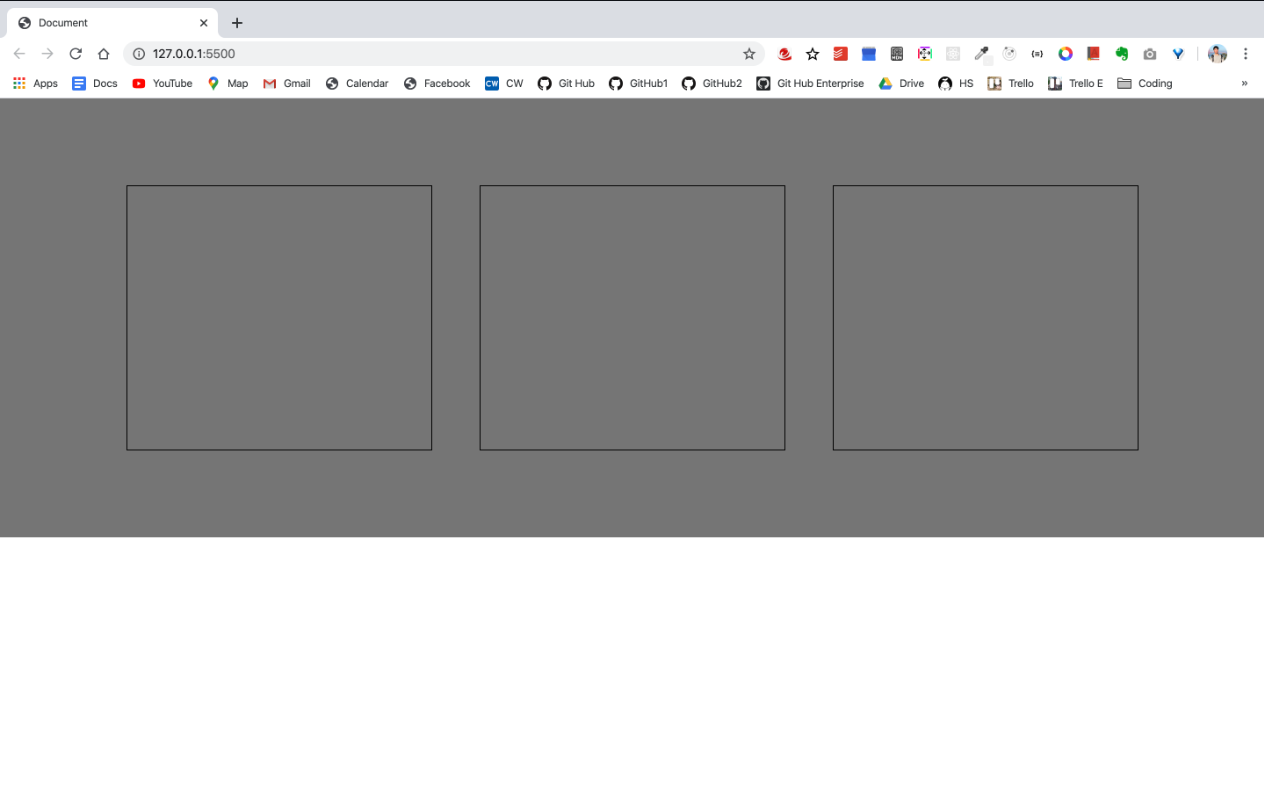 Document
127.0.0.1:5500
Apps Docs YouTube Map Gmail Calendar Facebook CW CW Git Hub GitHub1 GitHub2 Git Hub Enterprise Drive HS Trello Trello E Coding »